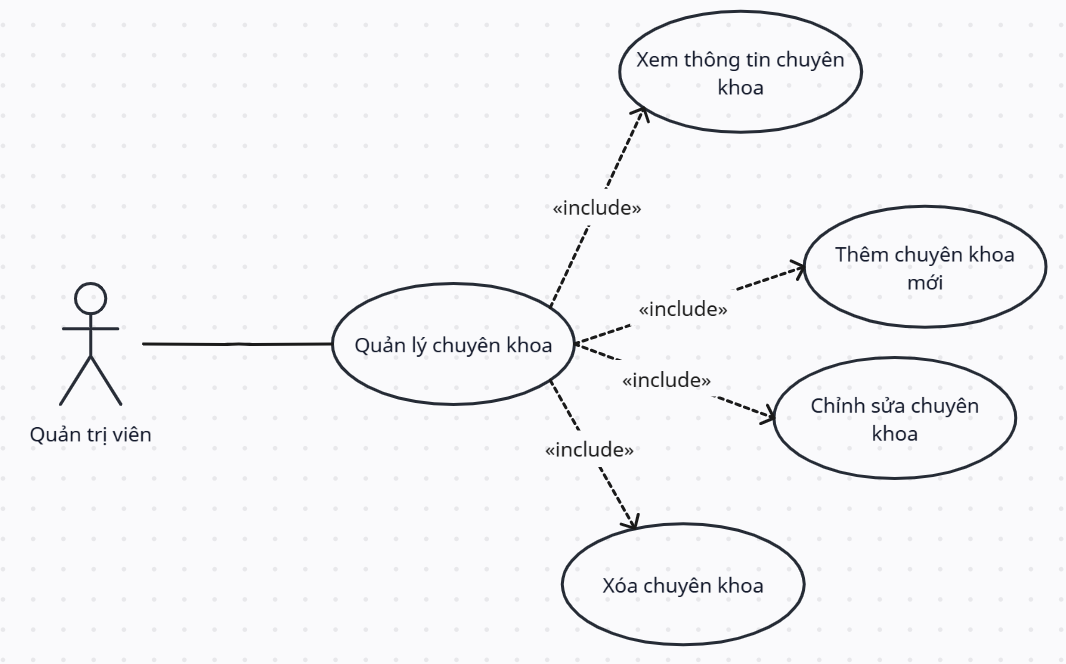 Xem thông tin chuyên
khoa
«include»
Thêm chuyên khoa
mới
«include»
Quản lý chuyên khoa
«include»
Chỉnh sửa chuyên
khoa
Quản trị viên
«include»
Xóa chuyên khoa